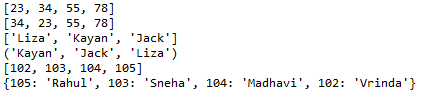 [23, 34, 55, 78]
[34, 23, 55, 78]
['Liza', 'Kayan', 'Jack']
('Kayan', 'Jack', 'Liza')
[102, 103, 104, 105]
{105: 'Rahul', 103: 'Sneha', 104: 'Madhavi', 102: 'Vrinda'}